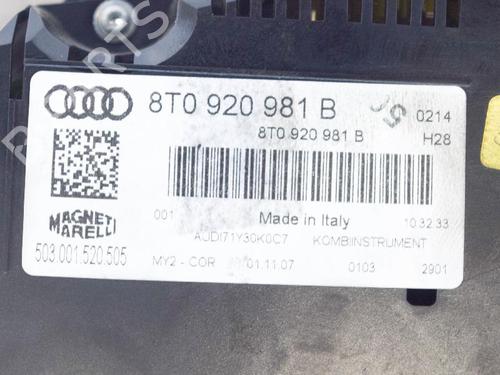 8T0 920 981 B
0214
8T0 920 981 B
H28
001
Made in Italy
10.32.33
MAGNETI
MARELLI
AUDI71Y30K0C7
KOMBIINSTRUMENT
503.001.520.505
MY2 - COR
01.11.07
0103
2901